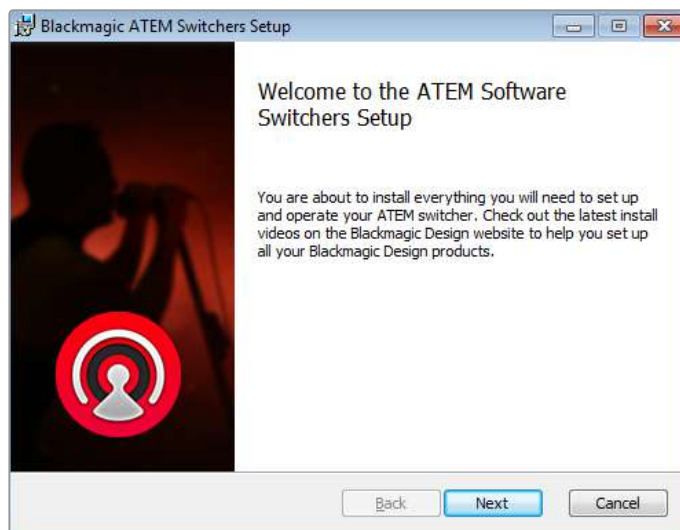 Blackmagic ATEM Switchers Setup
Welcome to the ATEM Software
Switchers Setup
You are about to install everything you will need to set up
and operate your ATEM switcher. Check out the latest install
videos on the Blackmagic Design website to help you set up
all your Blackmagic Design products.
Back Next Cancel